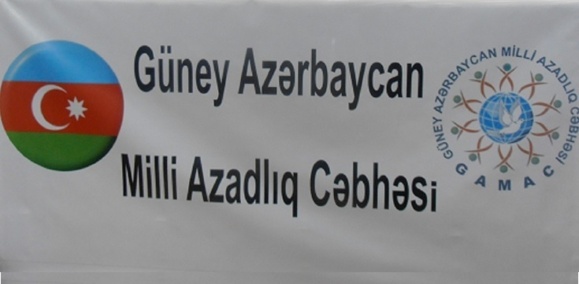 Güney Azərbaycan
Milli Azadlıq Cəbhəsi
GÜNEY AZƏRBAYCAN MİLLİ AZADLIQ CƏBHƏSİ
GAMAC